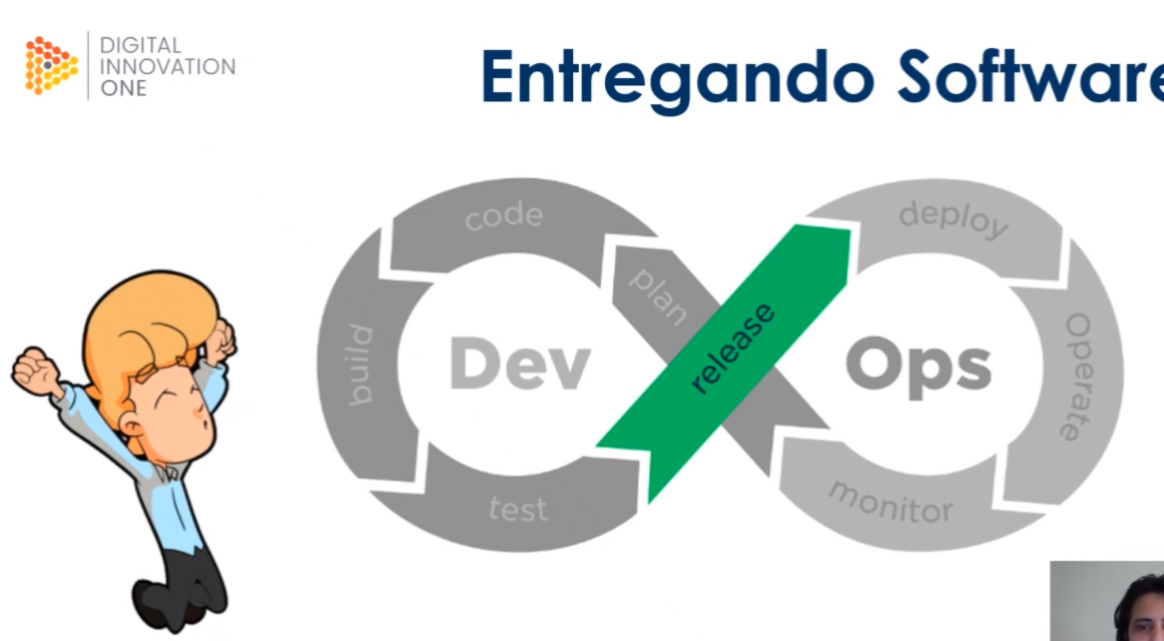 DIGITAL
INNOVATION
ONE
Entregando Software
code
plan
build
Dev
test
release
deploy
Ops
Operate
monitor